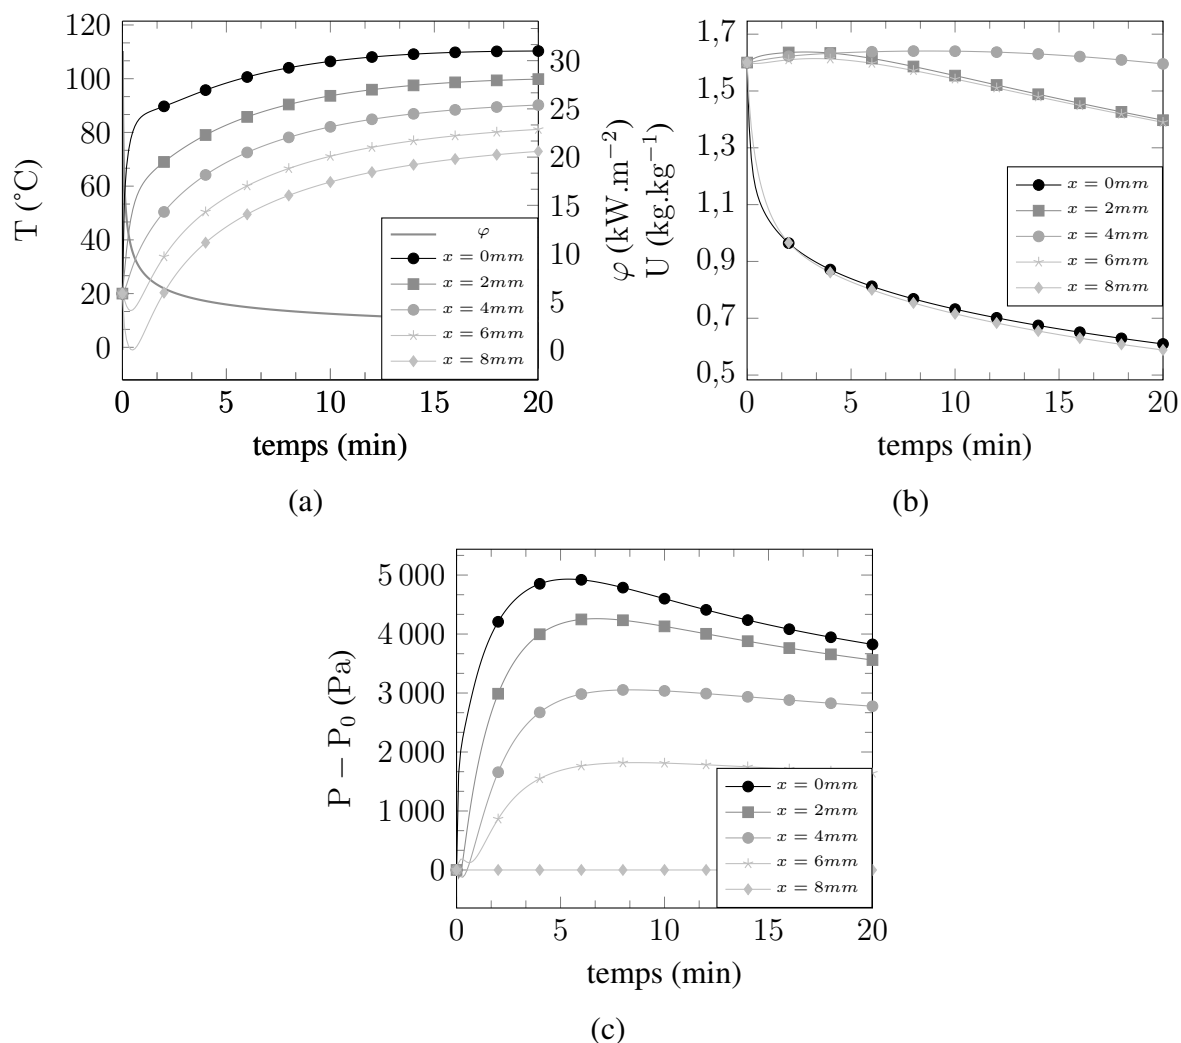 120
100
80
60
40
20
0
T (°C)
30
25
20
15
10
5
0
φ (kW.m⁻²)
φ
x = 0mm
x = 2mm
x = 4mm
x = 6mm
x = 8mm
0 5 10 15 20
temps (min)
(a)
1,7
1,5
1,3
1,1
0,9
0,7
0,5
U (kg.kg⁻¹)
x = 0mm
x = 2mm
x = 4mm
x = 6mm
x = 8mm
0 5 10 15 20
temps (min)
(b)
5 000
4 000
3 000
2 000
1 000
0
P − P₀ (Pa)
x = 0mm
x = 2mm
x = 4mm
x = 6mm
x = 8mm
0 5 10 15 20
temps (min)
(c)